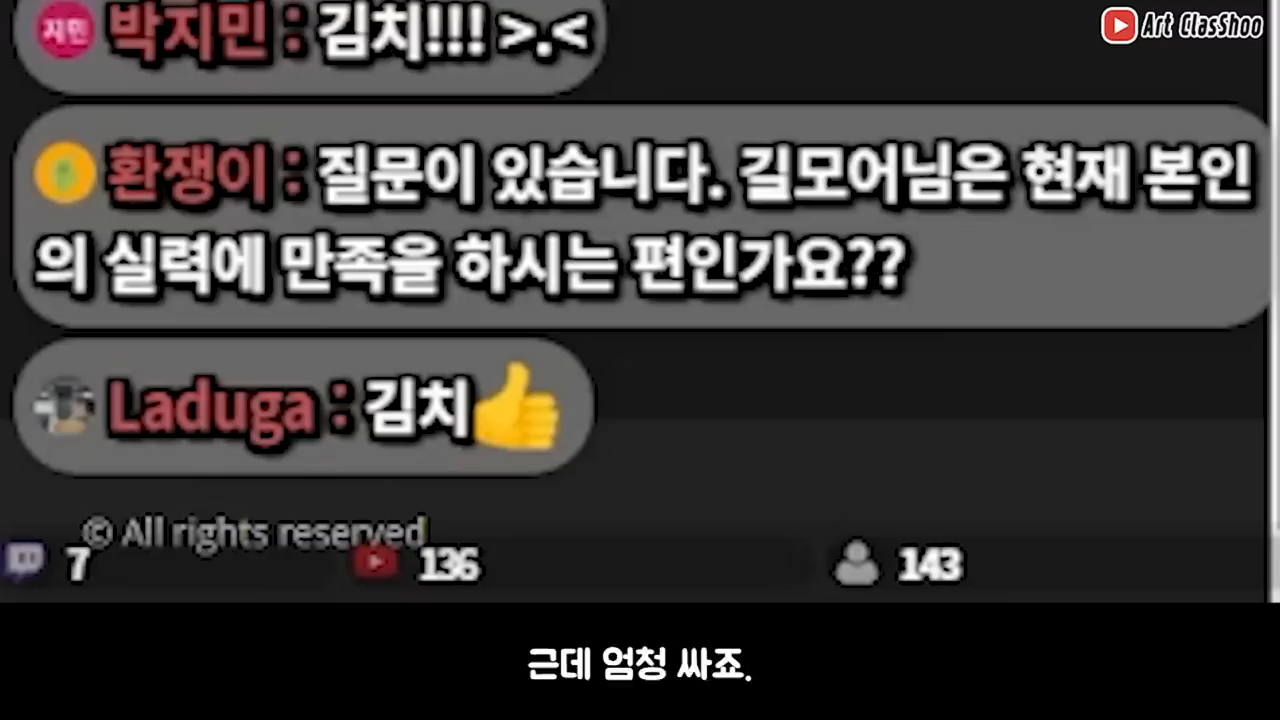 지민 박지민 : 김치!!! >.<
Art ClasShoo
환쟁이 : 질문이 있습니다. 길모어님은 현재 본인
의 실력에 만족을 하시는 편인가요??
Laduga : 김치👍
© All rights reserved
7 136 143
근데 엄청 싸죠.